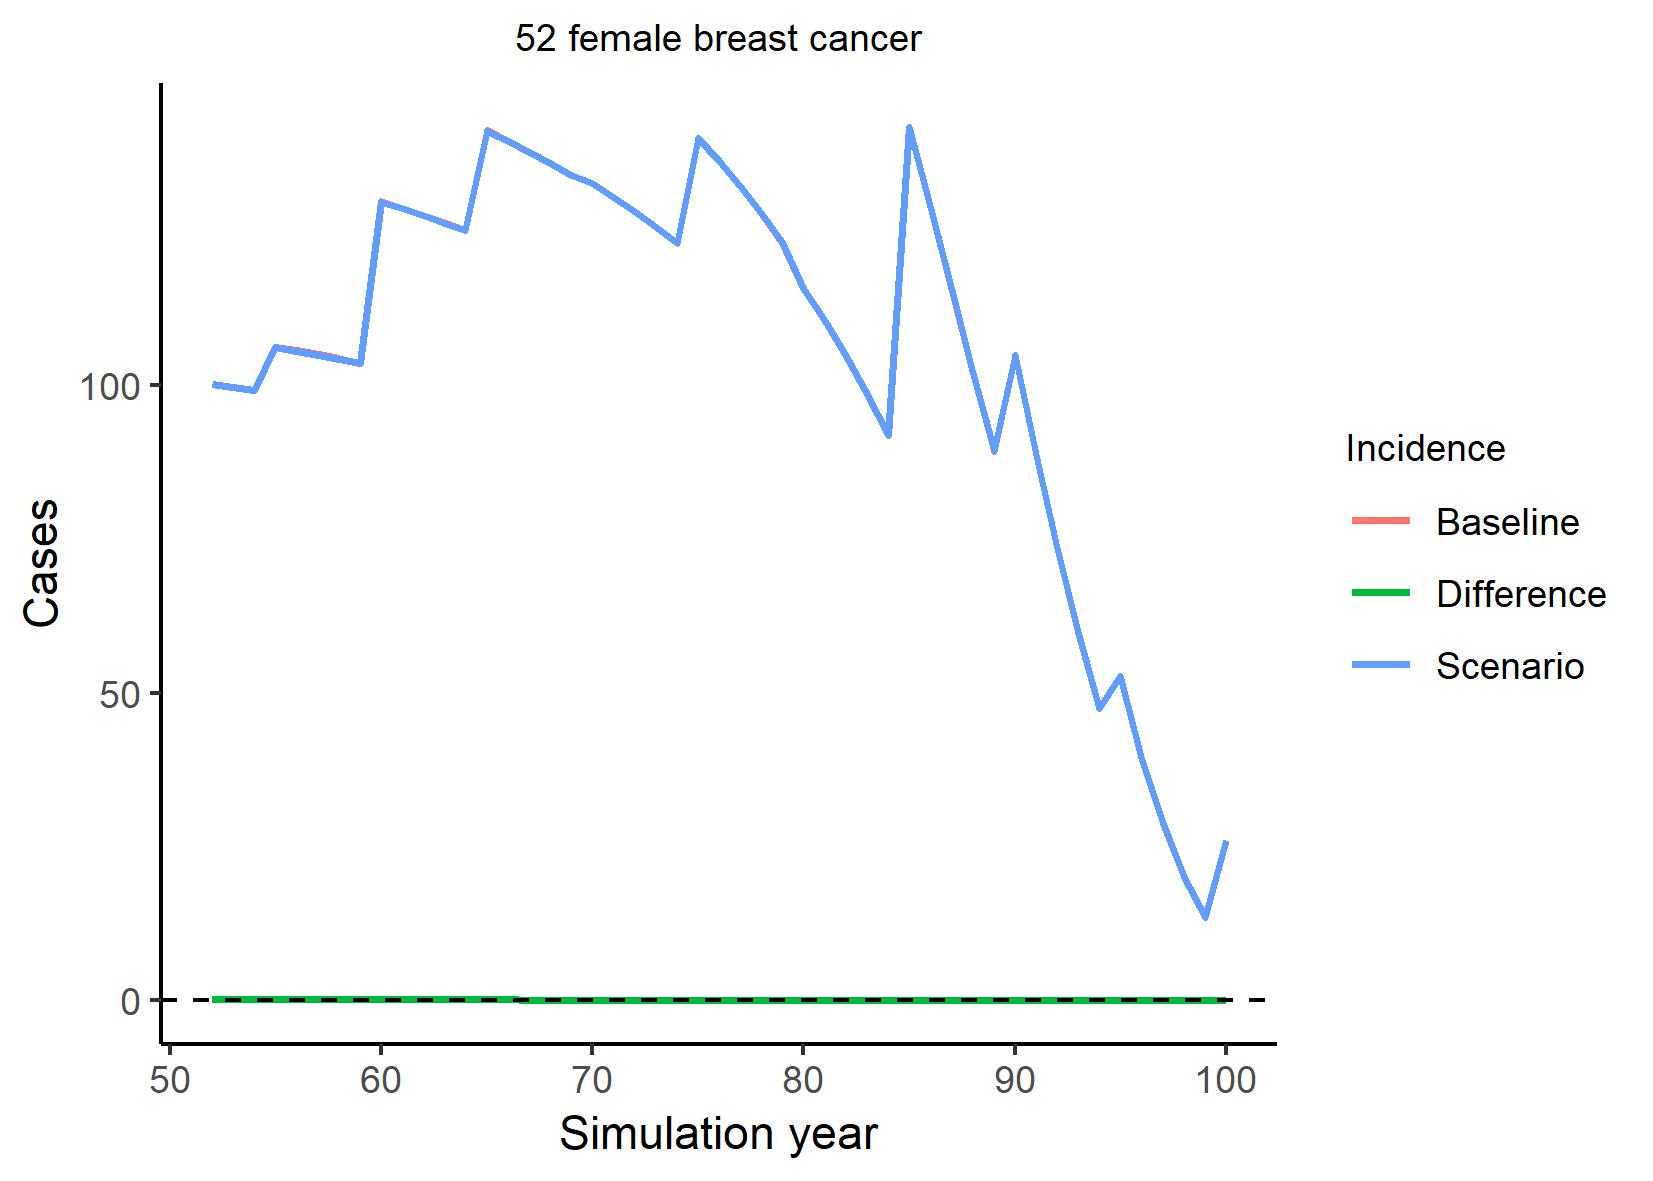 52 female breast cancer
Cases
100
50
0
50 60 70 80 90 100
Simulation year
Incidence
Baseline
Difference
Scenario